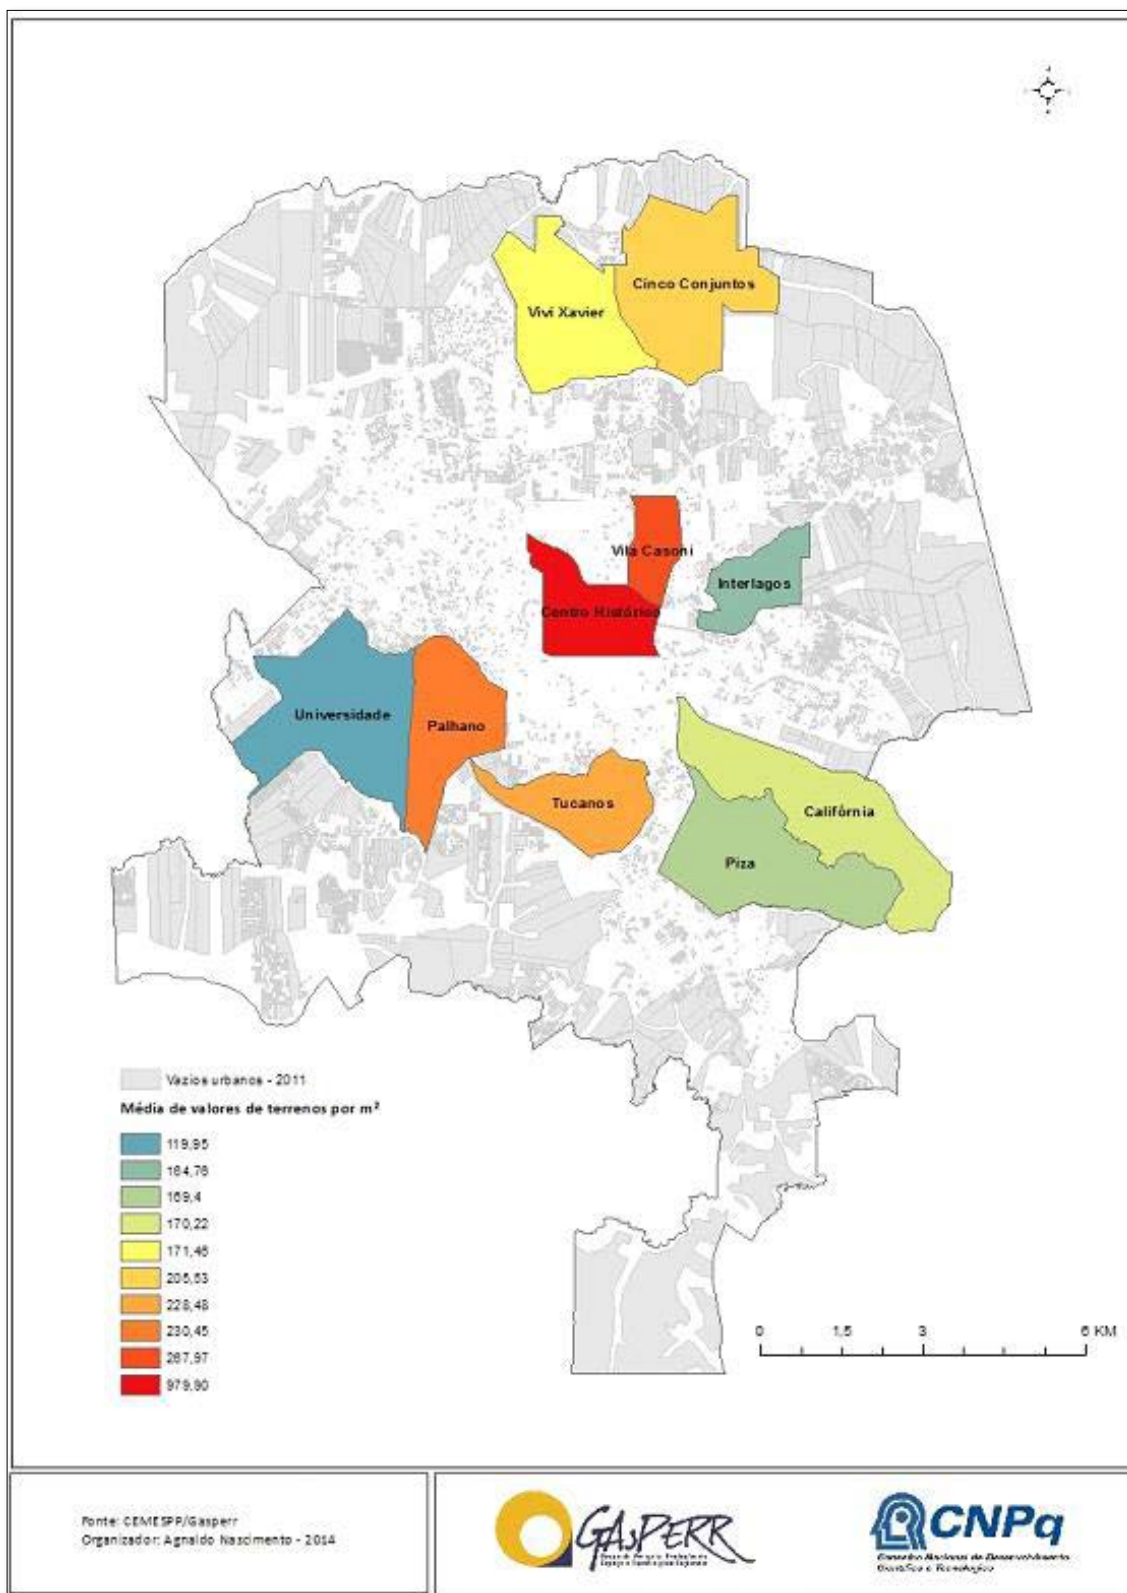 Cinco Conjuntos
Vivi Xavier
Vila Casoni
Interlagos
Centro Histórico
Universidade
Palhano
Tucanos
Califórnia
Piza
Vazios urbanos - 2011
Média de valores de terrenos por m²
119,95
164,76
169,4
170,22
171,46
205,53
228,48
230,45
267,97
979,90
0 1,5 3 6 KM
Fonte: CEMESPP/Gasperr
Organizador: Agnaldo Nascimento - 2014
GAsPERR
CNPq
Conselho Nacional de Desenvolvimento
Científico e Tecnológico